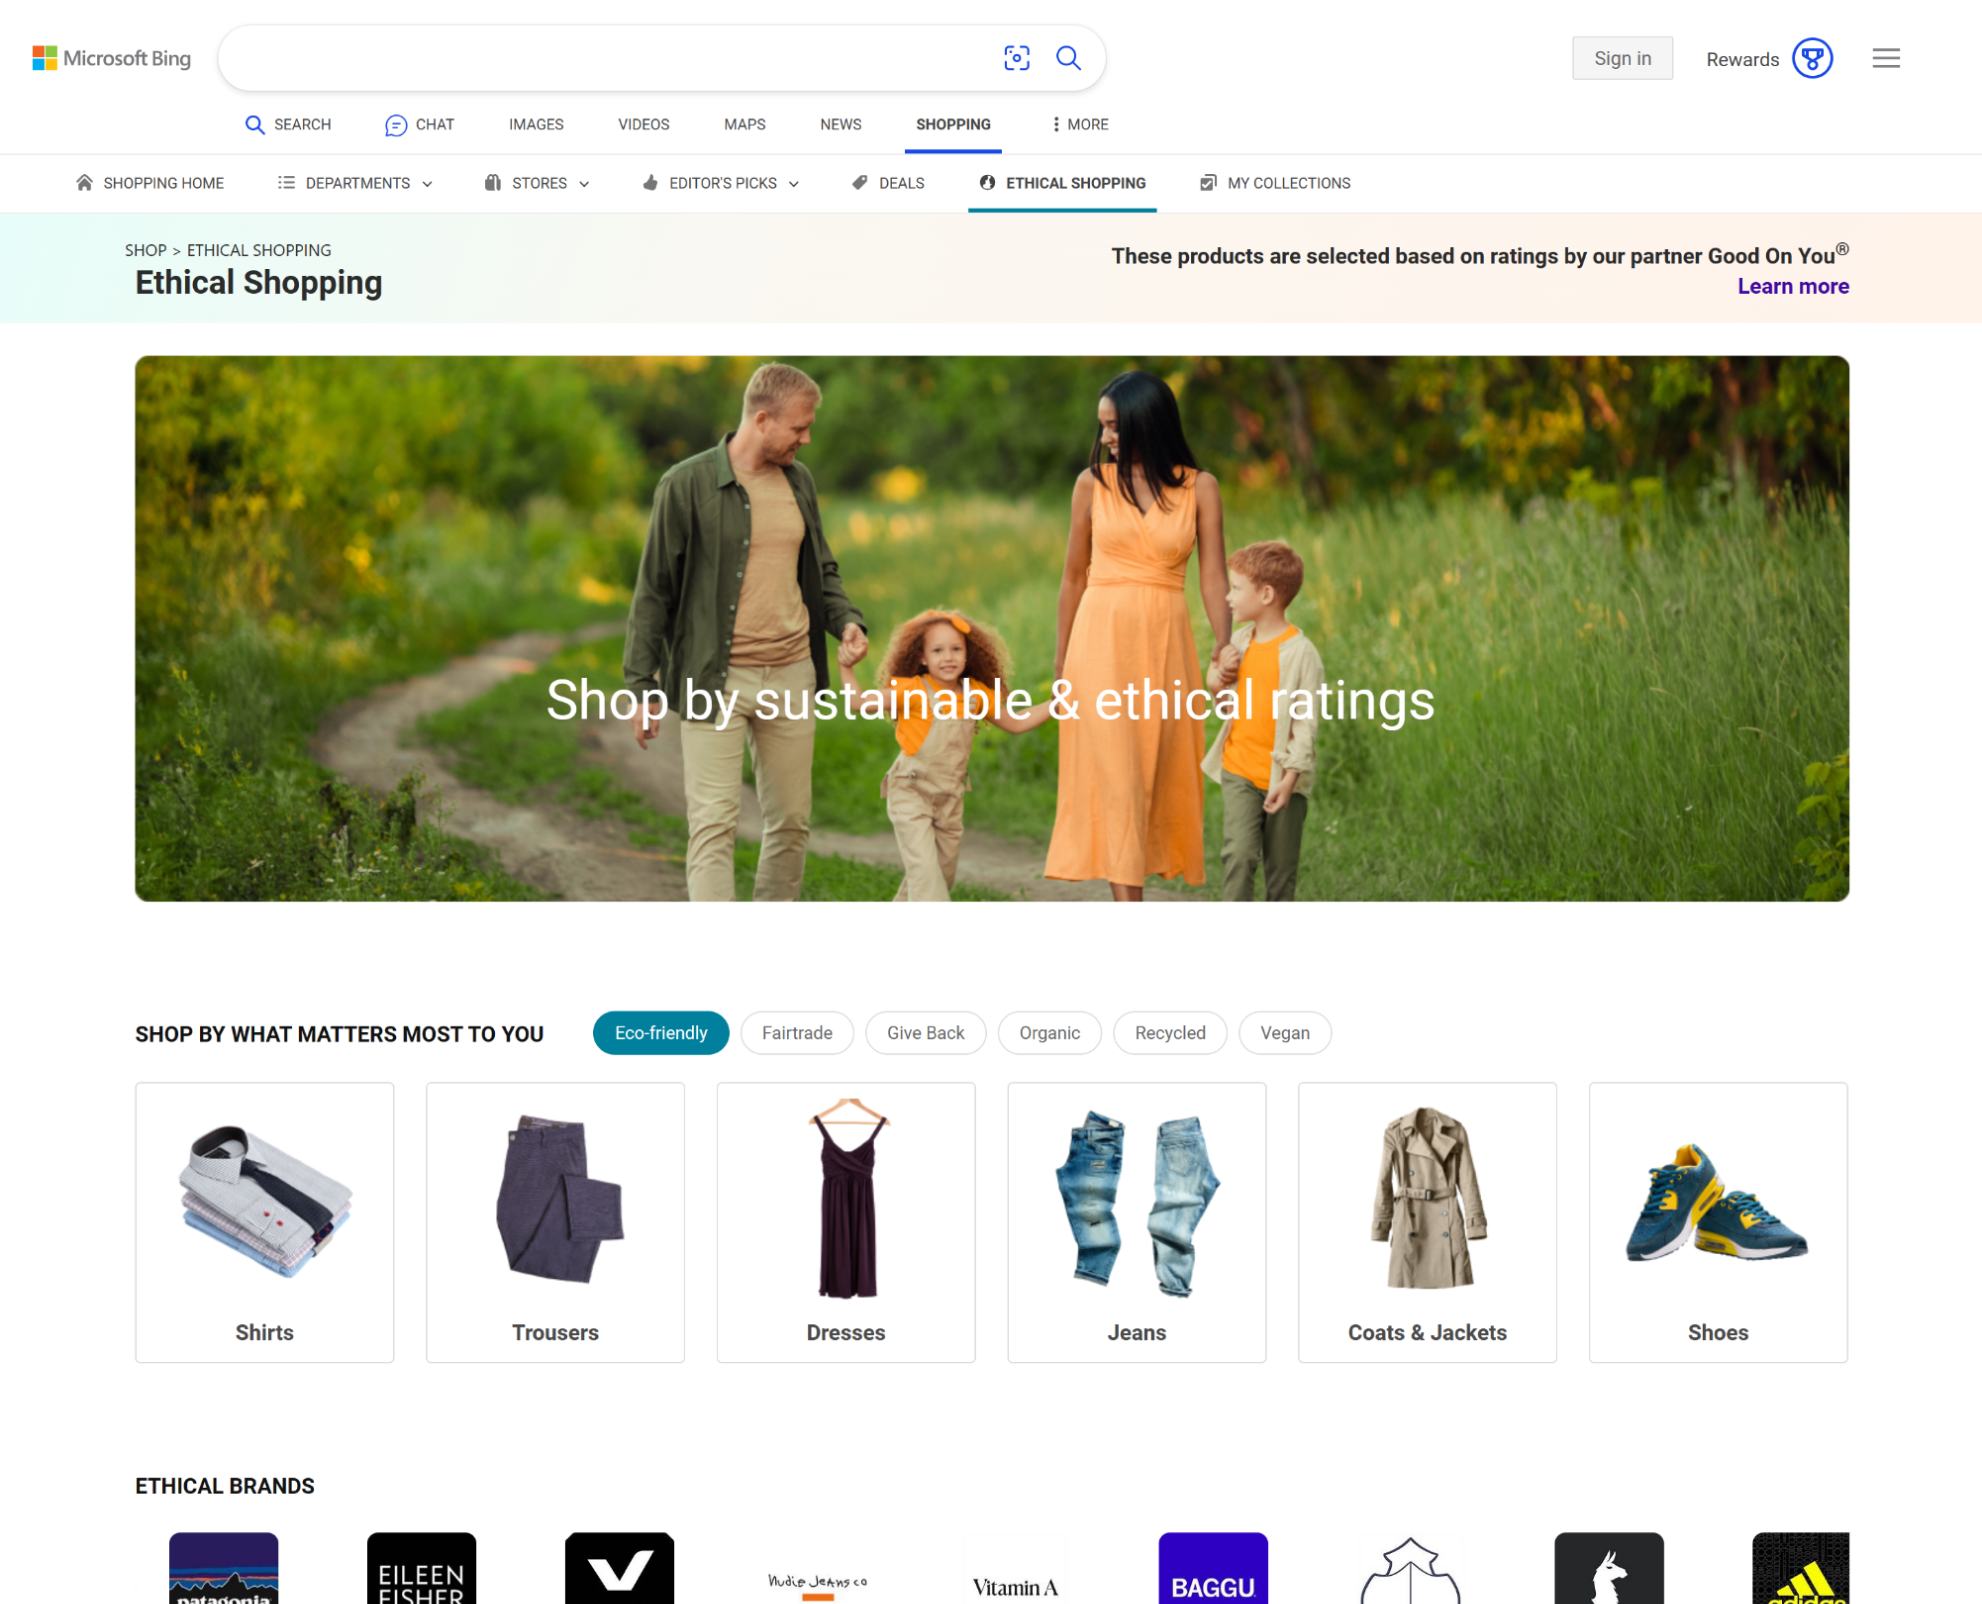 Microsoft Bing
Sign in
Rewards
SEARCH
CHAT
IMAGES
VIDEOS
MAPS
NEWS
SHOPPING
MORE
SHOPPING HOME
DEPARTMENTS
STORES
EDITOR'S PICKS
DEALS
ETHICAL SHOPPING
MY COLLECTIONS
SHOP > ETHICAL SHOPPING
Ethical Shopping
These products are selected based on ratings by our partner Good On You®
Learn more
Shop by sustainable & ethical ratings
SHOP BY WHAT MATTERS MOST TO YOU
Eco-friendly
Fairtrade
Give Back
Organic
Recycled
Vegan
Shirts
Trousers
Dresses
Jeans
Coats & Jackets
Shoes
ETHICAL BRANDS
patagonia
EILEEN
FISHER
Nudie Jeans co
Vitamin A
BAGGU
adidas